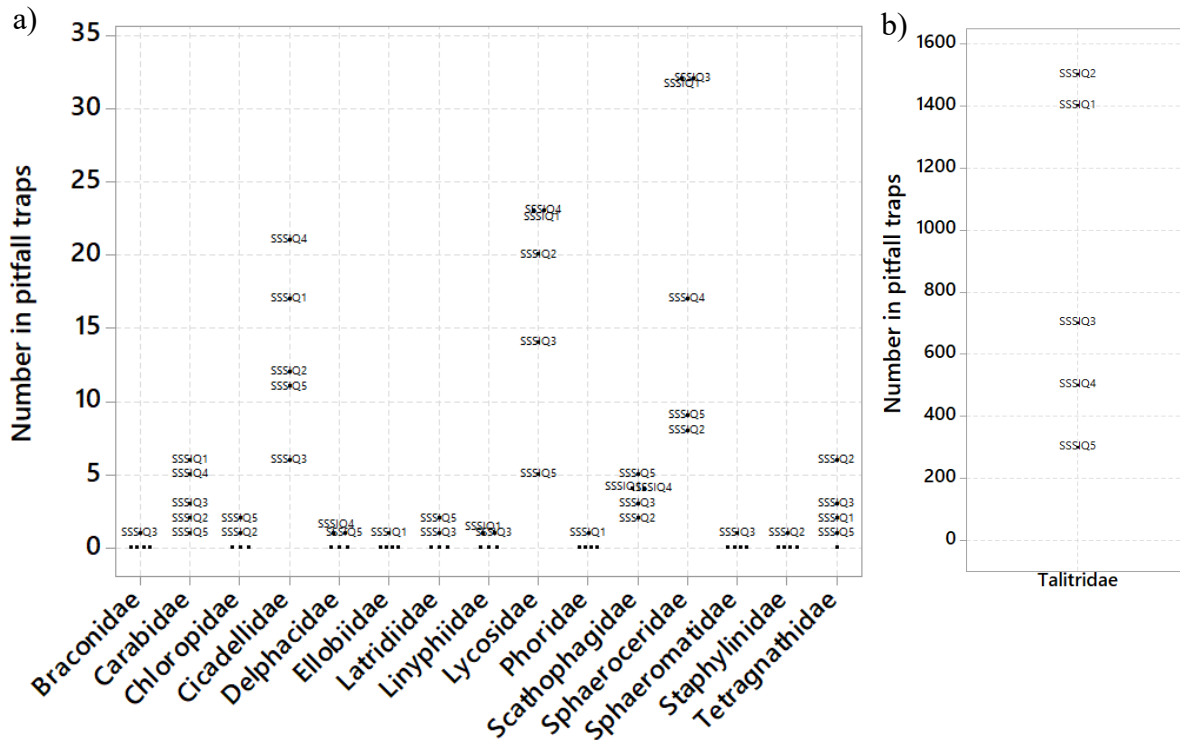 a)
Number in pitfall traps
35
30
25
20
15
10
5
0
SSSIQ3
SSSIQ1
SSSIQ4
SSSIQ1
SSSIQ4
SSSIQ2
SSSIQ1
SSSIQ4
SSSIQ3
SSSIQ2
SSSIQ5
SSSIQ5
SSSIQ2
SSSIQ3
SSSIQ5
SSSIQ1
SSSIQ4
SSSIQ3
SSSIQ2
SSSIQ5
SSSIQ5
SSSIQ2
SSSIQ4
SSSIQ5
SSSIQ1
SSSIQ5
SSSIQ3
SSSIQ1
SSSIQ3
SSSIQ5
SSSIQ1
SSSIQ5
SSSIQ4
SSSIQ3
SSSIQ2
SSSIQ3
SSSIQ2
SSSIQ2
SSSIQ3
SSSIQ1
SSSIQ5
SSSIQ3
Braconidae
Carabidae
Chloropidae
Cicadellidae
Delphacidae
Ellobiidae
Latridiidae
Linyphiidae
Lycosidae
Phoridae
Scathophagidae
Sphaeroceridae
Sphaeromatidae
Staphylinidae
Tetragnathidae
b)
Number in pitfall traps
1600
1400
1200
1000
800
600
400
200
0
SSSIQ2
SSSIQ1
SSSIQ3
SSSIQ4
SSSIQ5
Talitridae